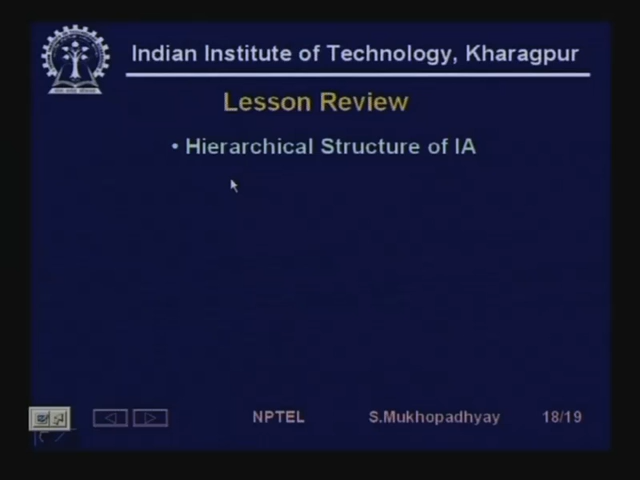 Indian Institute of Technology, Kharagpur
Lesson Review
• Hierarchical Structure of IA
NPTEL S.Mukhopadhyay 18/19